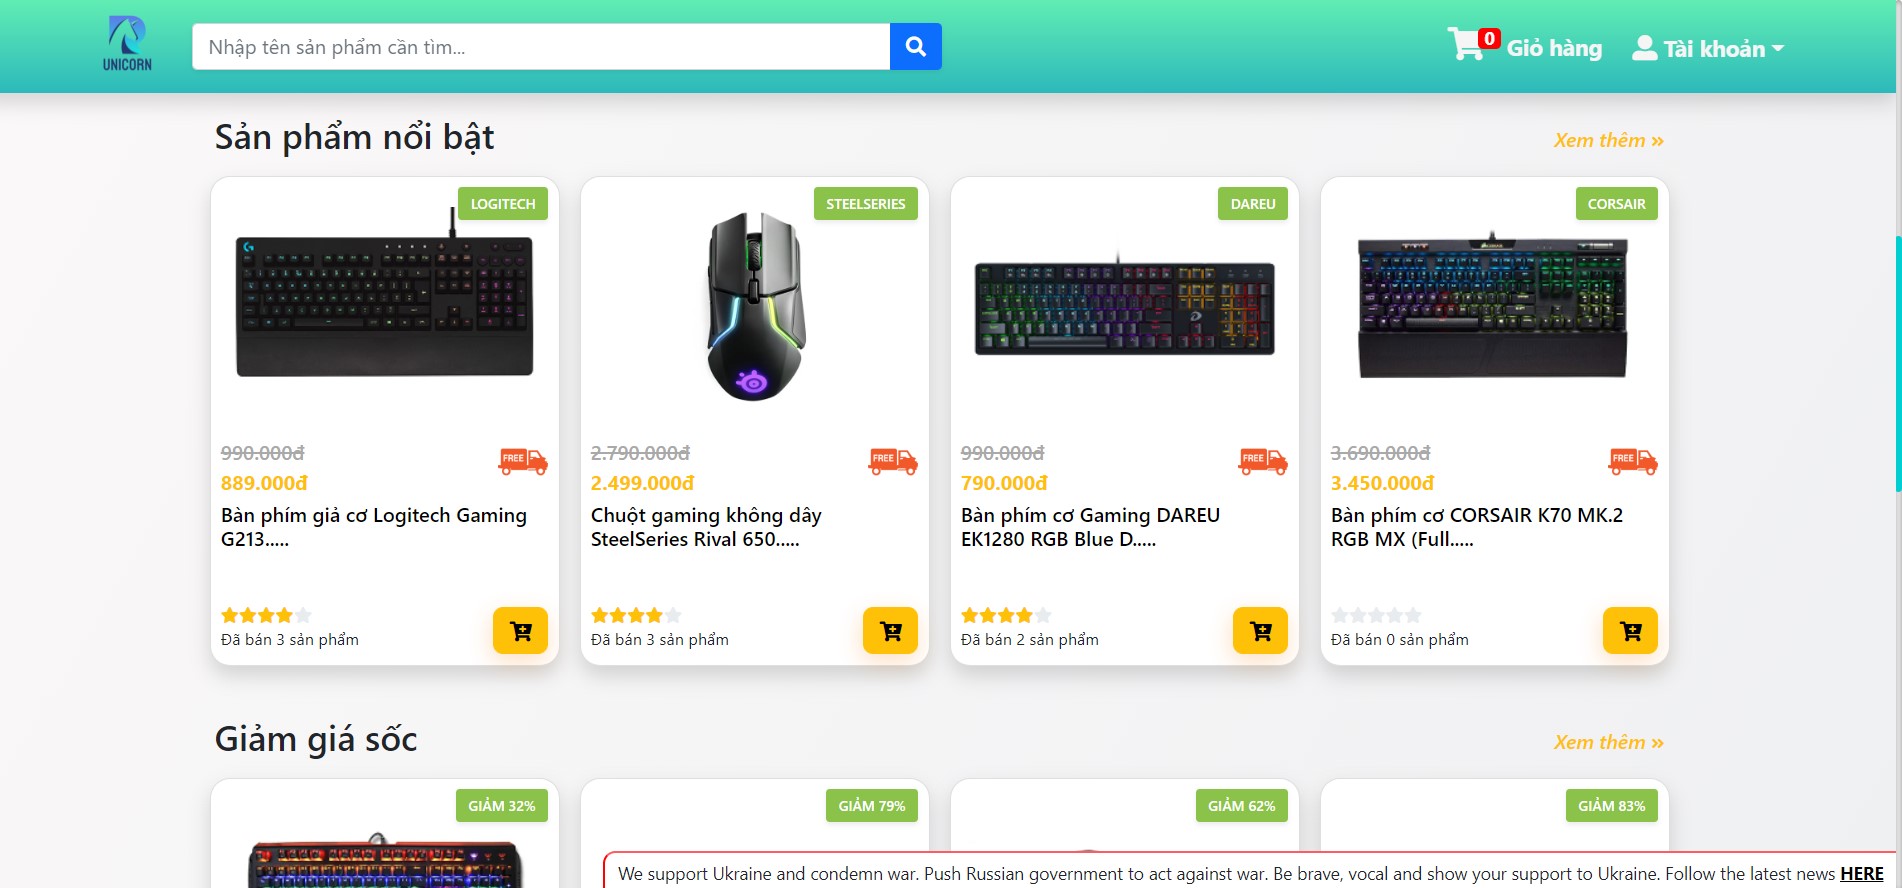 UNICORN
Nhập tên sản phẩm cần tìm...
0
Giỏ hàng
Tài khoản
Sản phẩm nổi bật
Xem thêm »
LOGITECH
STEELSERIES
DAREU
CORSAIR
990.000đ
FREE
889.000đ
Bàn phím giả cơ Logitech Gaming
G213.....
Đã bán 3 sản phẩm
2.790.000đ
FREE
2.499.000đ
Chuột gaming không dây
SteelSeries Rival 650.....
Đã bán 3 sản phẩm
990.000đ
FREE
790.000đ
Bàn phím cơ Gaming DAREU
EK1280 RGB Blue D.....
Đã bán 2 sản phẩm
3.690.000đ
FREE
3.450.000đ
Bàn phím cơ CORSAIR K70 MK.2
RGB MX (Full.....
Đã bán 0 sản phẩm
Giảm giá sốc
Xem thêm »
GIẢM 32%
GIẢM 79%
GIẢM 62%
GIẢM 83%
We support Ukraine and condemn war. Push Russian government to act against war. Be brave, vocal and show your support to Ukraine. Follow the latest news HERE